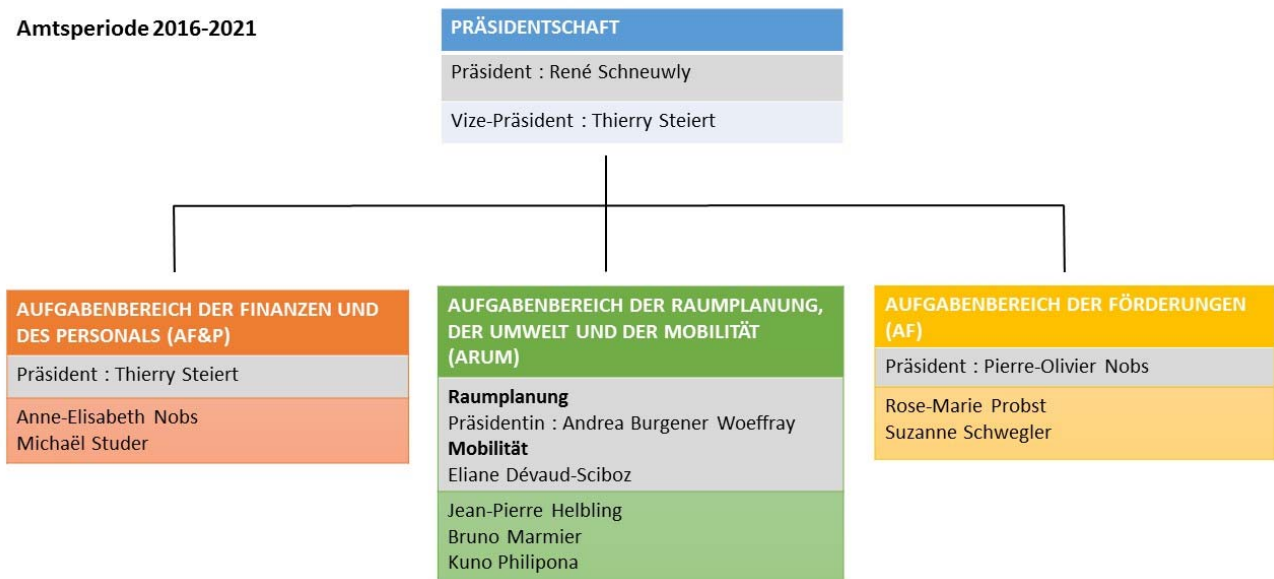 Amtsperiode 2016-2021
PRÄSIDENTSCHAFT
Präsident : René Schneuwly
Vize-Präsident : Thierry Steiert
AUFGABENBEREICH DER FINANZEN UND
DES PERSONALS (AF&P)
Präsident : Thierry Steiert
Anne-Elisabeth Nobs
Michaël Studer
AUFGABENBEREICH DER RAUMPLANUNG,
DER UMWELT UND DER MOBILITÄT
(ARUM)
Raumplanung
Präsidentin : Andrea Burgener Woeffray
Mobilität
Eliane Dévaud-Sciboz
Jean-Pierre Helbling
Bruno Marmier
Kuno Philipona
AUFGABENBEREICH DER FÖRDERUNGEN
(AF)
Präsident : Pierre-Olivier Nobs
Rose-Marie Probst
Suzanne Schwegler